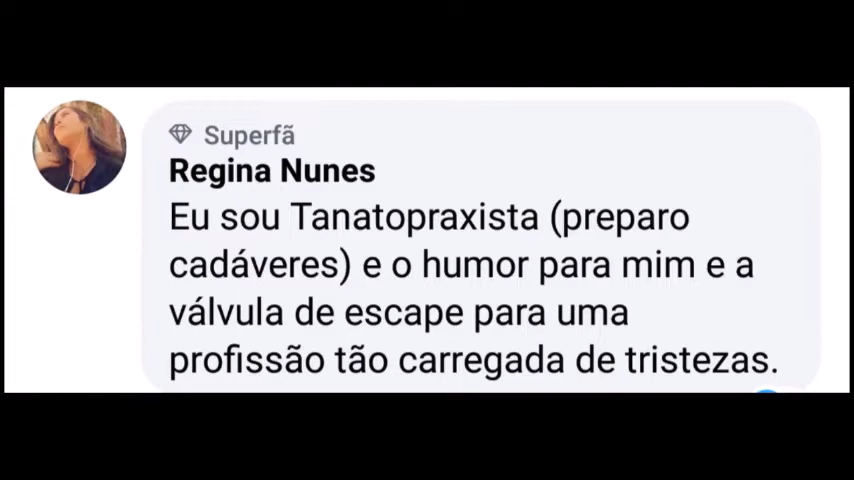 Superfã
Regina Nunes
Eu sou Tanatopraxista (preparo
cadáveres) e o humor para mim e a
válvula de escape para uma
profissão tão carregada de tristezas.